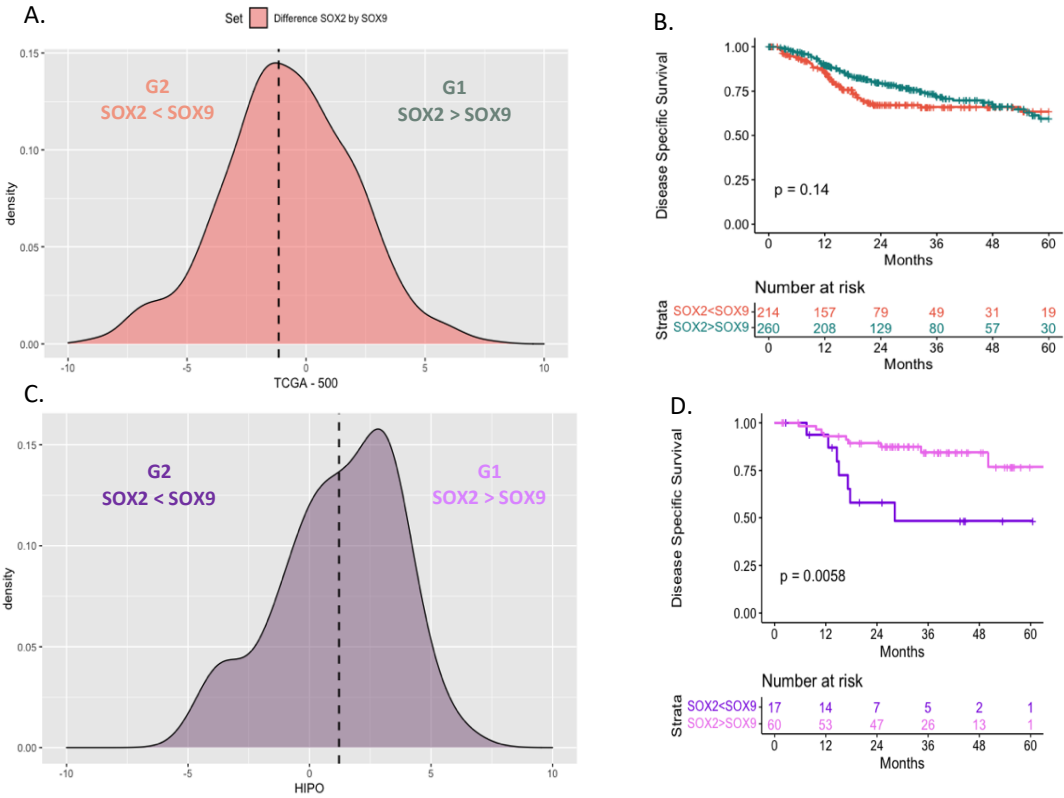 A.
Set Difference SOX2 by SOX9
G2
SOX2 < SOX9
G1
SOX2 > SOX9
density
0.15
0.10
0.05
0.00
-10 -5 0 5 10
TCGA - 500
B.
Disease Specific Survival
1.00
0.75
0.50
0.25
0.00
p = 0.14
0 12 24 36 48 60
Months
Number at risk
Strata
SOX2<SOX9 214 157 79 49 31 19
SOX2>SOX9 260 208 129 80 57 30
0 12 24 36 48 60
Months
C.
G2
SOX2 < SOX9
G1
SOX2 > SOX9
density
0.15
0.10
0.05
0.00
-10 -5 0 5 10
HIPO
D.
Disease Specific Survival
1.00
0.75
0.50
0.25
0.00
p = 0.0058
0 12 24 36 48 60
Months
Number at risk
Strata
SOX2<SOX9 17 14 7 5 2 1
SOX2>SOX9 60 53 47 26 13 1
0 12 24 36 48 60
Months